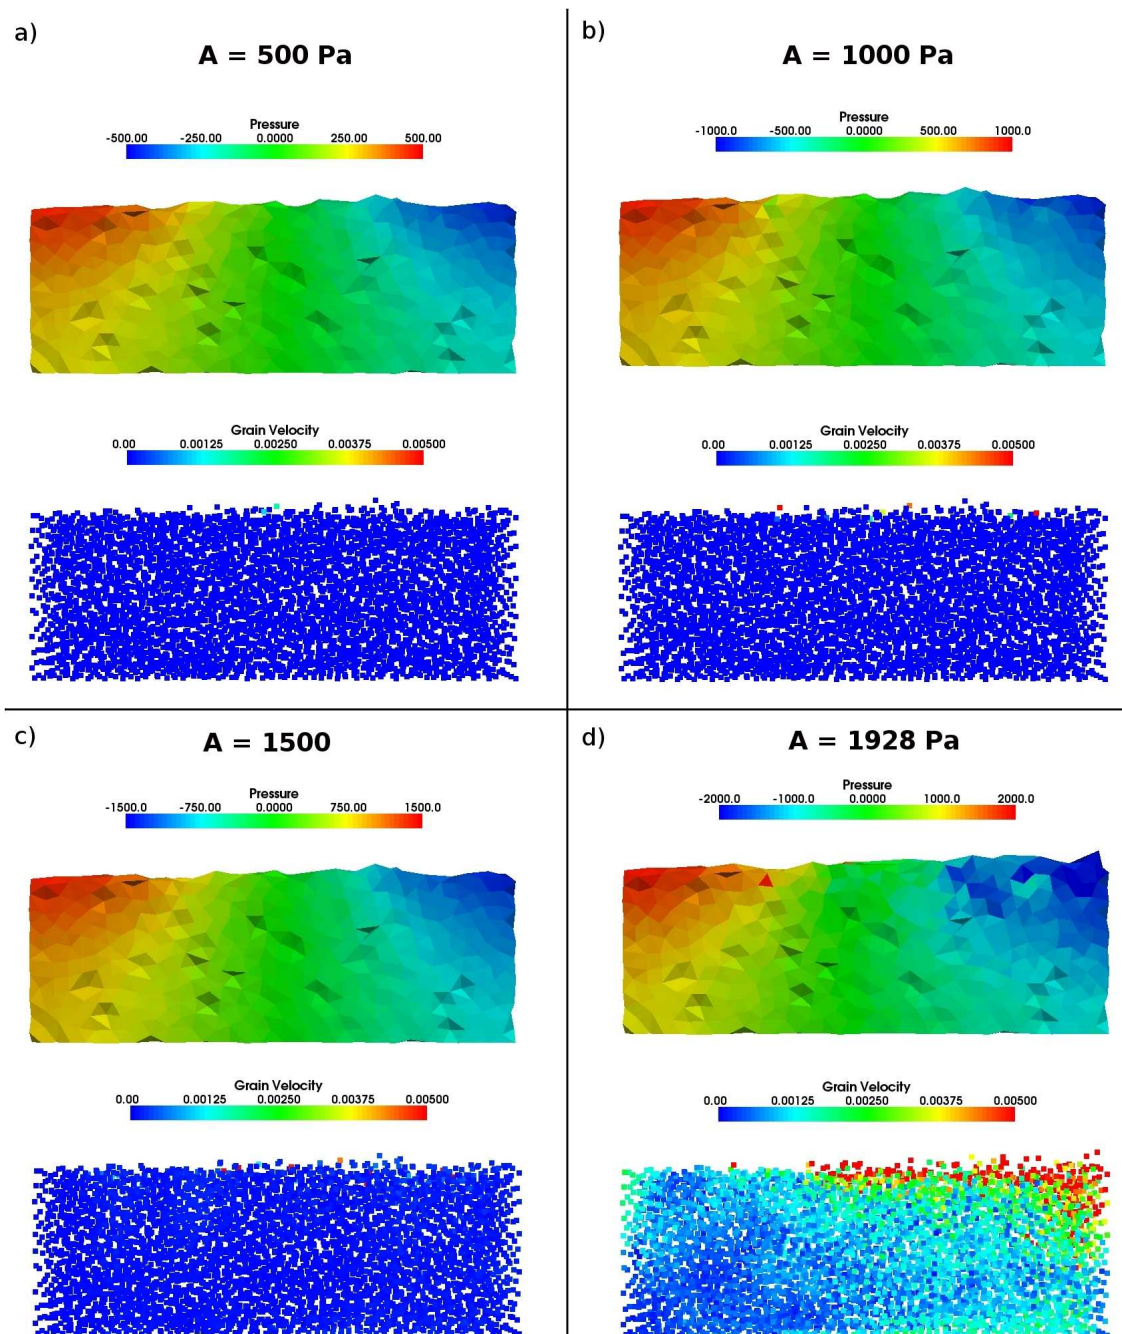 a)
A = 500 Pa
Pressure
-500.00 -250.00 0.0000 250.00 500.00
Grain Velocity
0.00 0.00125 0.00250 0.00375 0.00500
b)
A = 1000 Pa
Pressure
-1000.0 -500.00 0.0000 500.00 1000.0
Grain Velocity
0.00 0.00125 0.00250 0.00375 0.00500
c)
A = 1500
Pressure
-1500.0 -750.00 0.0000 750.00 1500.0
Grain Velocity
0.00 0.00125 0.00250 0.00375 0.00500
d)
A = 1928 Pa
Pressure
-2000.0 -1000.0 0.0000 1000.0 2000.0
Grain Velocity
0.00 0.00125 0.00250 0.00375 0.00500